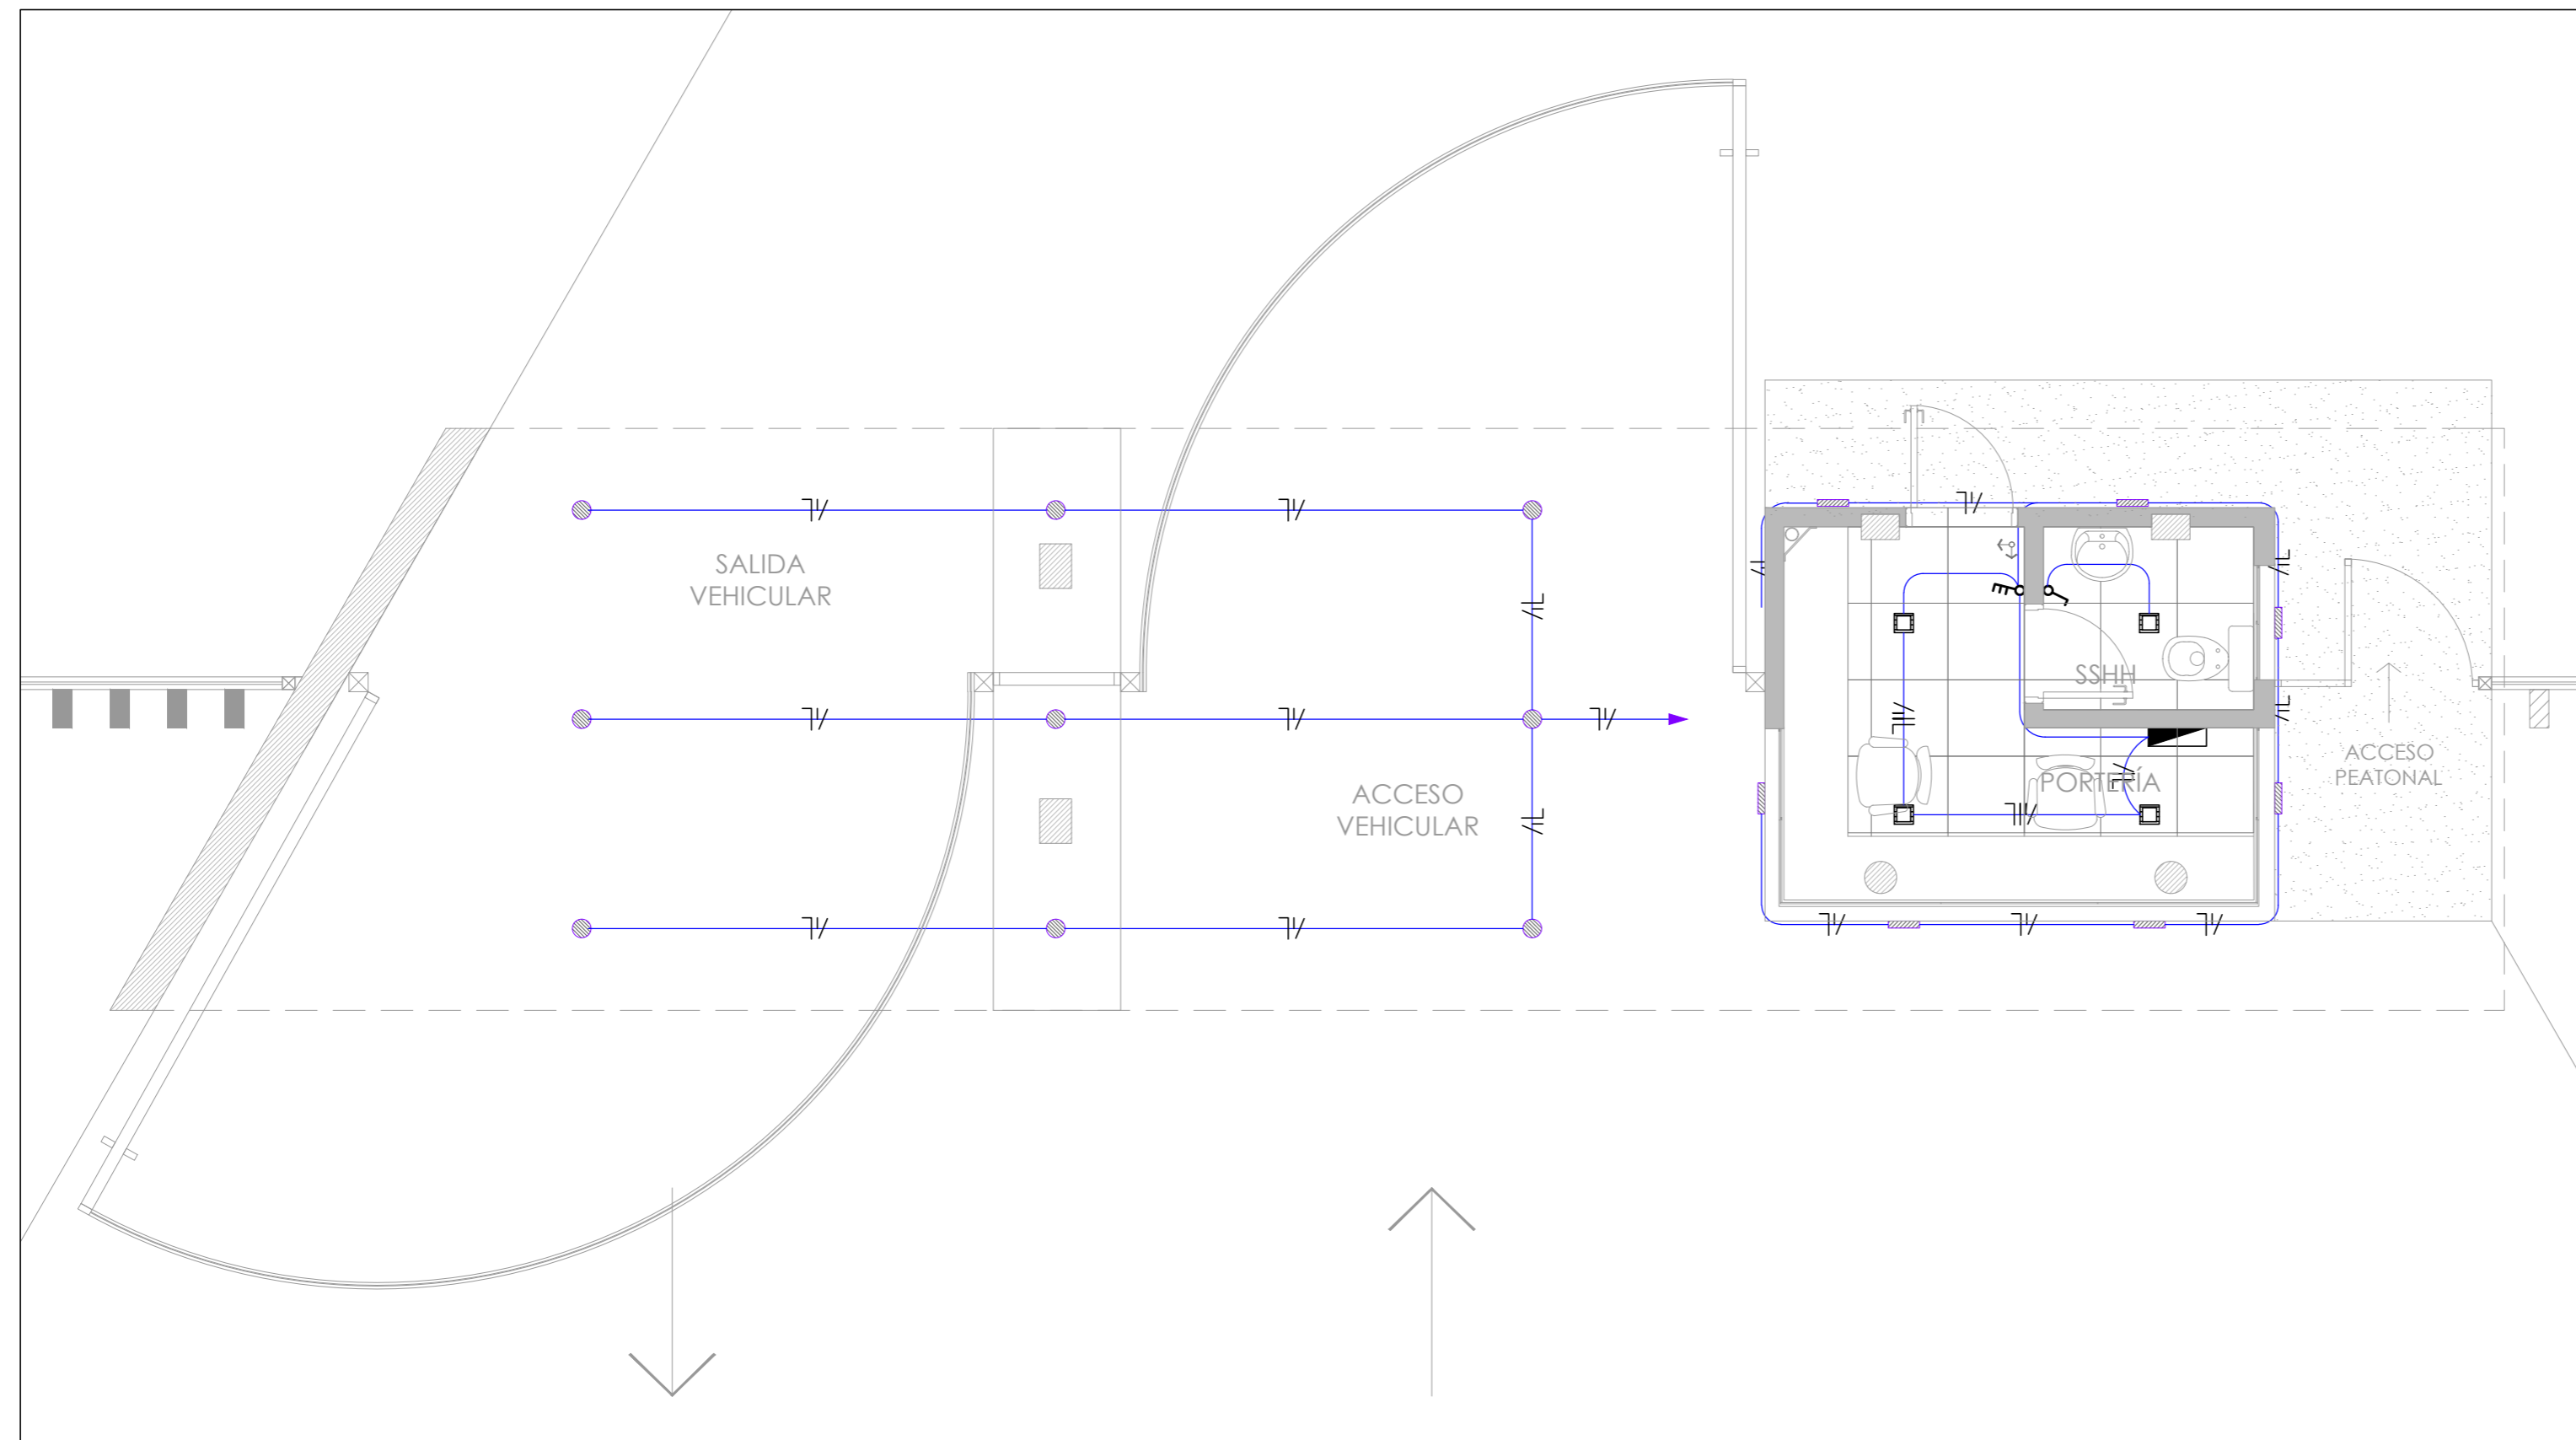 SALIDA
VEHICULAR
ACCESO
VEHICULAR
SSHH
PORTERÍA
ACCESO
PEATONAL